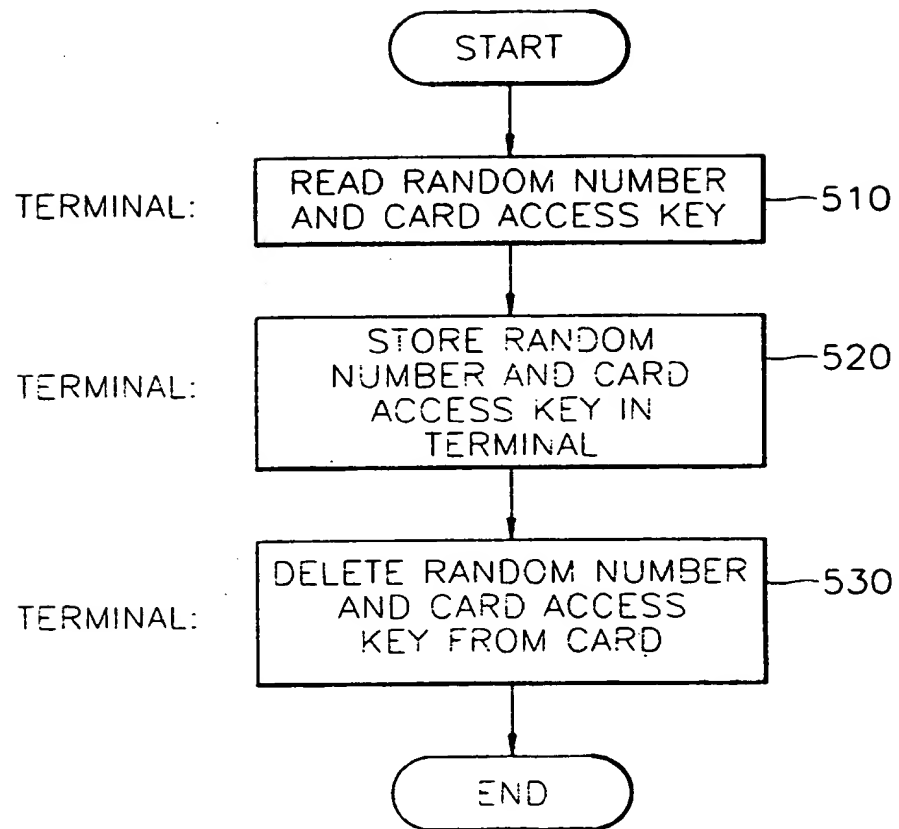 START
TERMINAL:
READ RANDOM NUMBER
AND CARD ACCESS KEY
510
TERMINAL:
STORE RANDOM
NUMBER AND CARD
ACCESS KEY IN
TERMINAL
520
TERMINAL:
DELETE RANDOM NUMBER
AND CARD ACCESS
KEY FROM CARD
530
END